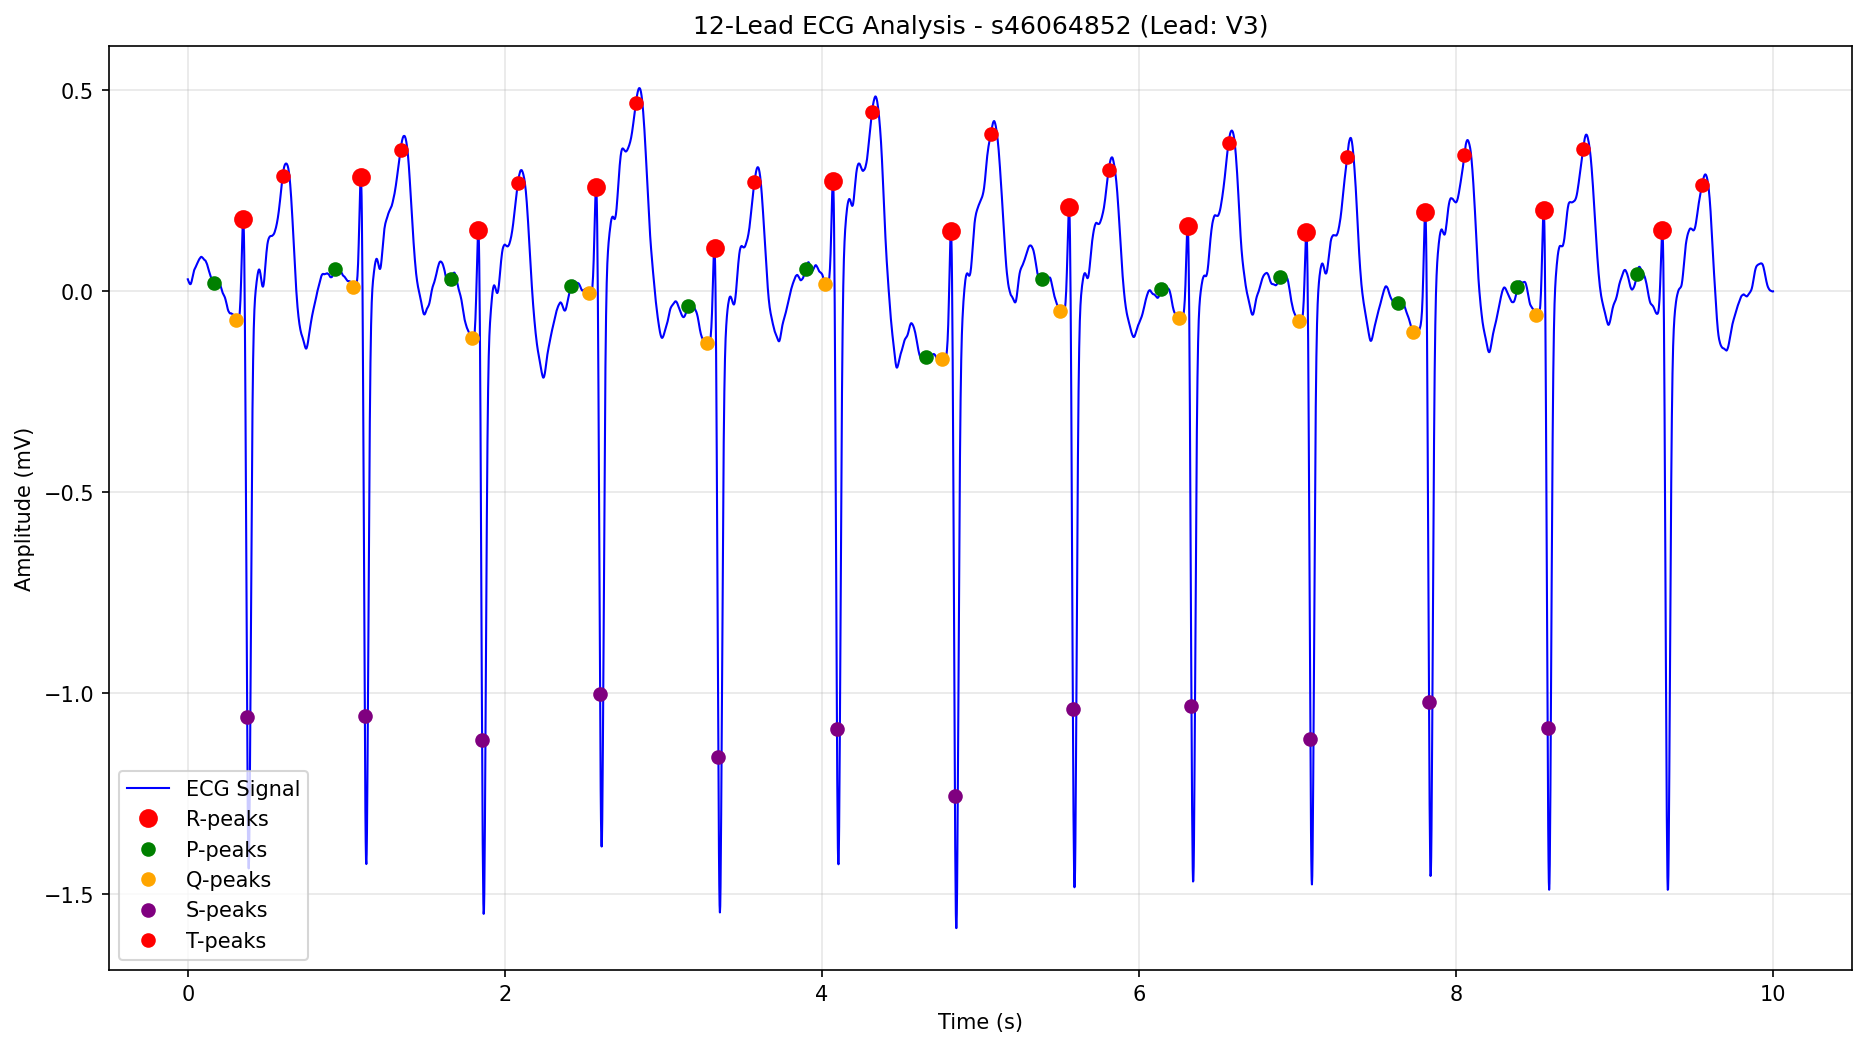 12-Lead ECG Analysis - s46064852 (Lead: V3)
Amplitude (mV)
0.5
0.0
−0.5
−1.0
−1.5
ECG Signal
R-peaks
P-peaks
Q-peaks
S-peaks
T-peaks
0 2 4 6 8 10
Time (s)